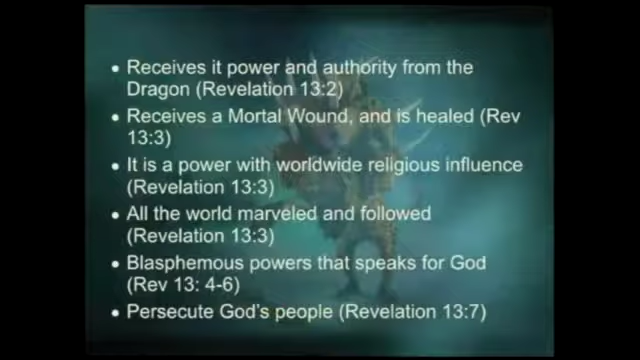 • Receives it power and authority from the
Dragon (Revelation 13:2)
• Receives a Mortal Wound, and is healed (Rev
13:3)
• It is a power with worldwide religious influence
(Revelation 13:3)
• All the world marveled and followed
(Revelation 13:3)
• Blasphemous powers that speaks for God
(Rev 13: 4-6)
• Persecute God's people (Revelation 13:7)